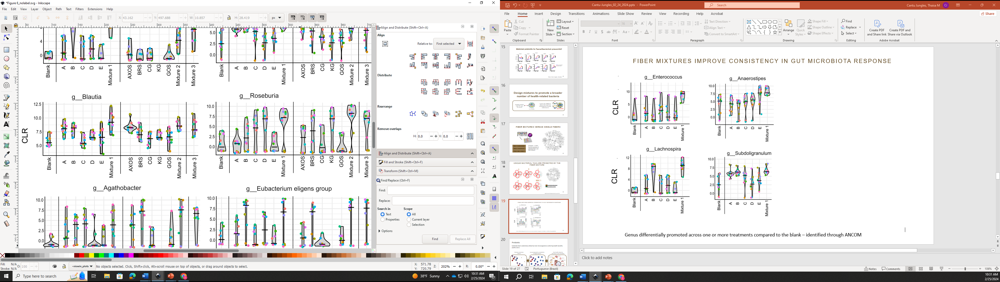 *Figure 6_nolabel.svg - Inkscape
File Edit View Layer Object Path Text Filters Extensions Help
X: 43.162 Y: 497.688 W: 10.857 H: 28.419 px
50 100 150 200 250 300 350 400 450 500 550 600 650 700
4
0
Blank A B C D E Mixture 1 AXOS BRS CG KG GOS Mixture 2 Mixture 3
5.0
2.5
0.0
Blank A B C D E Mixture 1 AXOS BRS CG KG GOS Mixture 2 Mixture 3
g__Blautia
CLR
12.5
10.0
7.5
5.0
Blank A B C D E Mixture 1 AXOS BRS CG KG GOS Mixture 2 Mixture 3
g__Roseburia
10.0
7.5
5.0
2.5
0.0
Blank A B C D E Mixture 1 AXOS BRS CG KG GOS Mixture 2 Mixture 3
g__Agathobacter
10.0
7.5
5.0
2.5
0.0
g__Eubacterium eligens group
10.0
7.5
5.0
2.5
0.0
Align and Distribute (Shift+Ctrl+A)
Align
Relative to: First selected
Distribute
Rearrange
Remove overlaps
H: 0.0 V: 0.0
Align and Distribute (Shift+Ctrl+A)
Fill and Stroke (Shift+Ctrl+F)
Transform (Shift+Ctrl+M)
Find/Replace (Ctrl+F)
Find:
Replace:
Search in Scope
Text All
Properties Current layer
Selection
Options
Find Replace All
Fill: N/A
Stroke: N/A
O: 100
-viowin_plots
No objects selected. Click, Shift+click, Alt+scroll mouse on top of objects, or drag around objects to select.
X: 571.78
Y: 720.79
Z: 202% R: 0.00°
Type here to search
38°F Sunny
10:31 AM
2/25/2024
17
Cantu-Jungles_02_24_2024.pptx - PowerPoint
Search
Cantu Jungles, Thaisa M CJ
File Home Insert Design Transitions Animations Slide Show Review View Recording Help Acrobat
Share
Paste Cut Copy Format Painter
Clipboard
New Slide Layout Reset Section
Slides
16
Font
Text Direction
Align Text
Convert to SmartArt
Paragraph
Arrange Quick Styles
Shape Fill
Shape Outline
Shape Effects
Drawing
Find
Replace
Select
Editing
Create PDF and Share link
Create PDF and Share via Outlook
Adobe Acrobat
15
Matched prebiotic to Faecalibacterium prausnitzii
16
Design mixtures to promote a broader
number of health-related bacteria
17
FIBER MIXTURES VERSUS SINGLE FIBERS
18
UNIQUE BACTERIAL TAXA ARE PROMOTED BY THE
FIBER MIXTURE
MIX 1
19
20
Prebiotic
FIBER MIXTURES IMPROVE CONSISTENCY IN GUT MICROBIOTA RESPONSE
g__Enterococcus
CLR
10
5
0
Blank A B C D E Mixture 1
g__Anaerostipes
10.0
7.5
5.0
2.5
0.0
Blank A B C D E Mixture 1
g__Lachnospira
CLR
12
8
4
0
Blank A B C D E Mixture 1
g__Subdoligranulum
10.0
7.5
5.0
2.5
0.0
Blank A B C D E Mixture 1
Genus differentially promoted across one or more treatments compared to the blank – identified through ANCOM
Click to add notes
Slide 19 of 27 Portuguese (Brazil) Notes Comments 106%
10:31 AM
2/25/2024